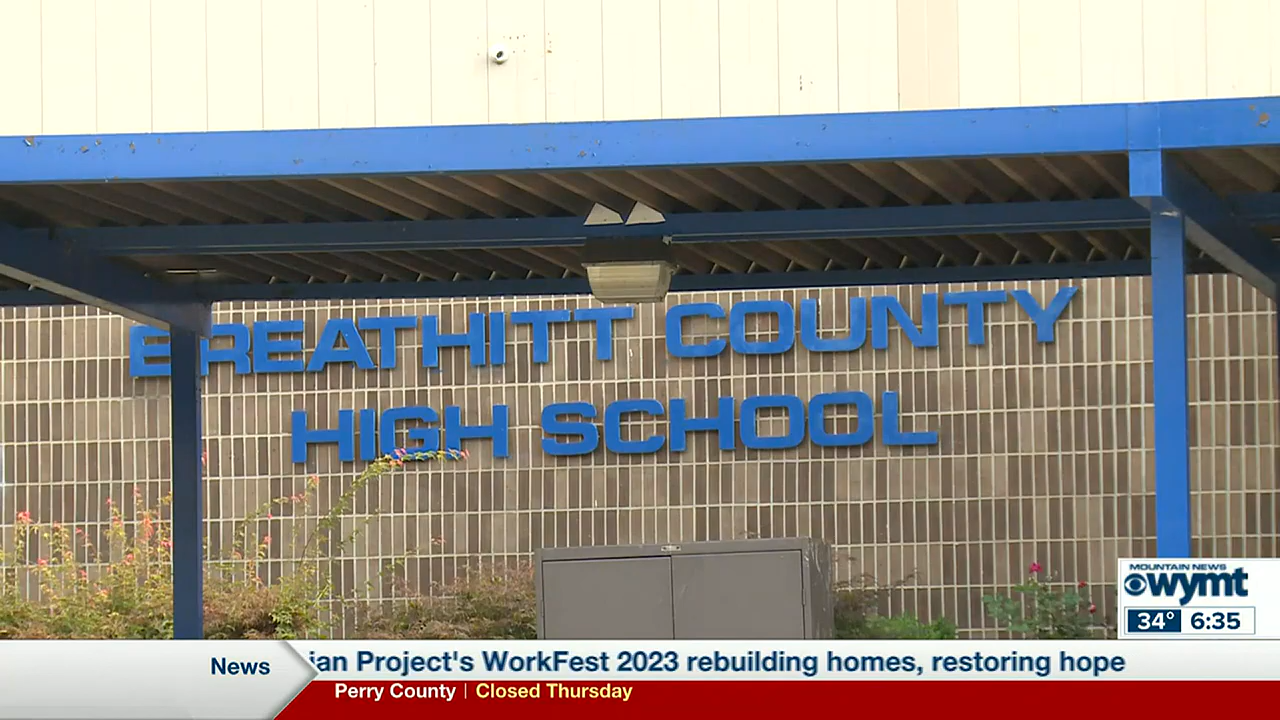 BREATHITT COUNTY
HIGH SCHOOL
MOUNTAIN NEWS
wymt
34° 6:35
News
ian Project's WorkFest 2023 rebuilding homes, restoring hope
Perry County | Closed Thursday